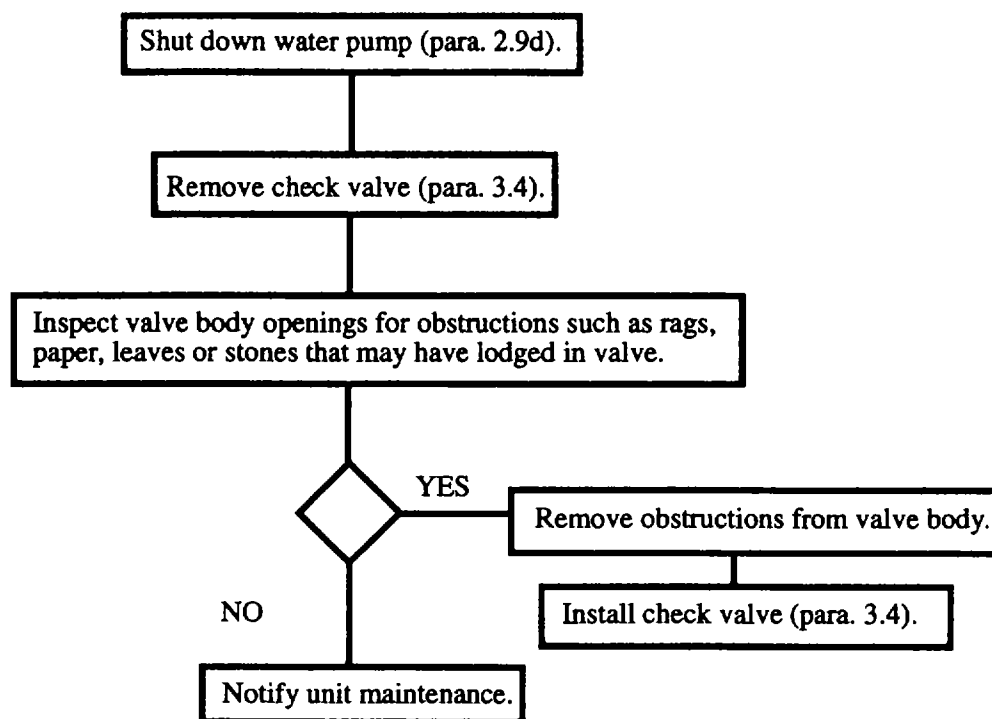 Shut down water pump (para. 2.9d).
Remove check valve (para. 3.4).
Inspect valve body openings for obstructions such as rags,
paper, leaves or stones that may have lodged in valve.
YES
Remove obstructions from valve body.
Install check valve (para. 3.4).
NO
Notify unit maintenance.